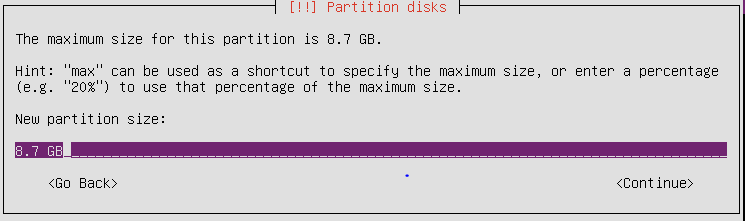 [!!] Partition disks
The maximum size for this partition is 8.7 GB.
Hint: "max" can be used as a shortcut to specify the maximum size, or enter a percentage
(e.g. "20%") to use that percentage of the maximum size.
New partition size:
8.7 GB
<Go Back> <Continue>